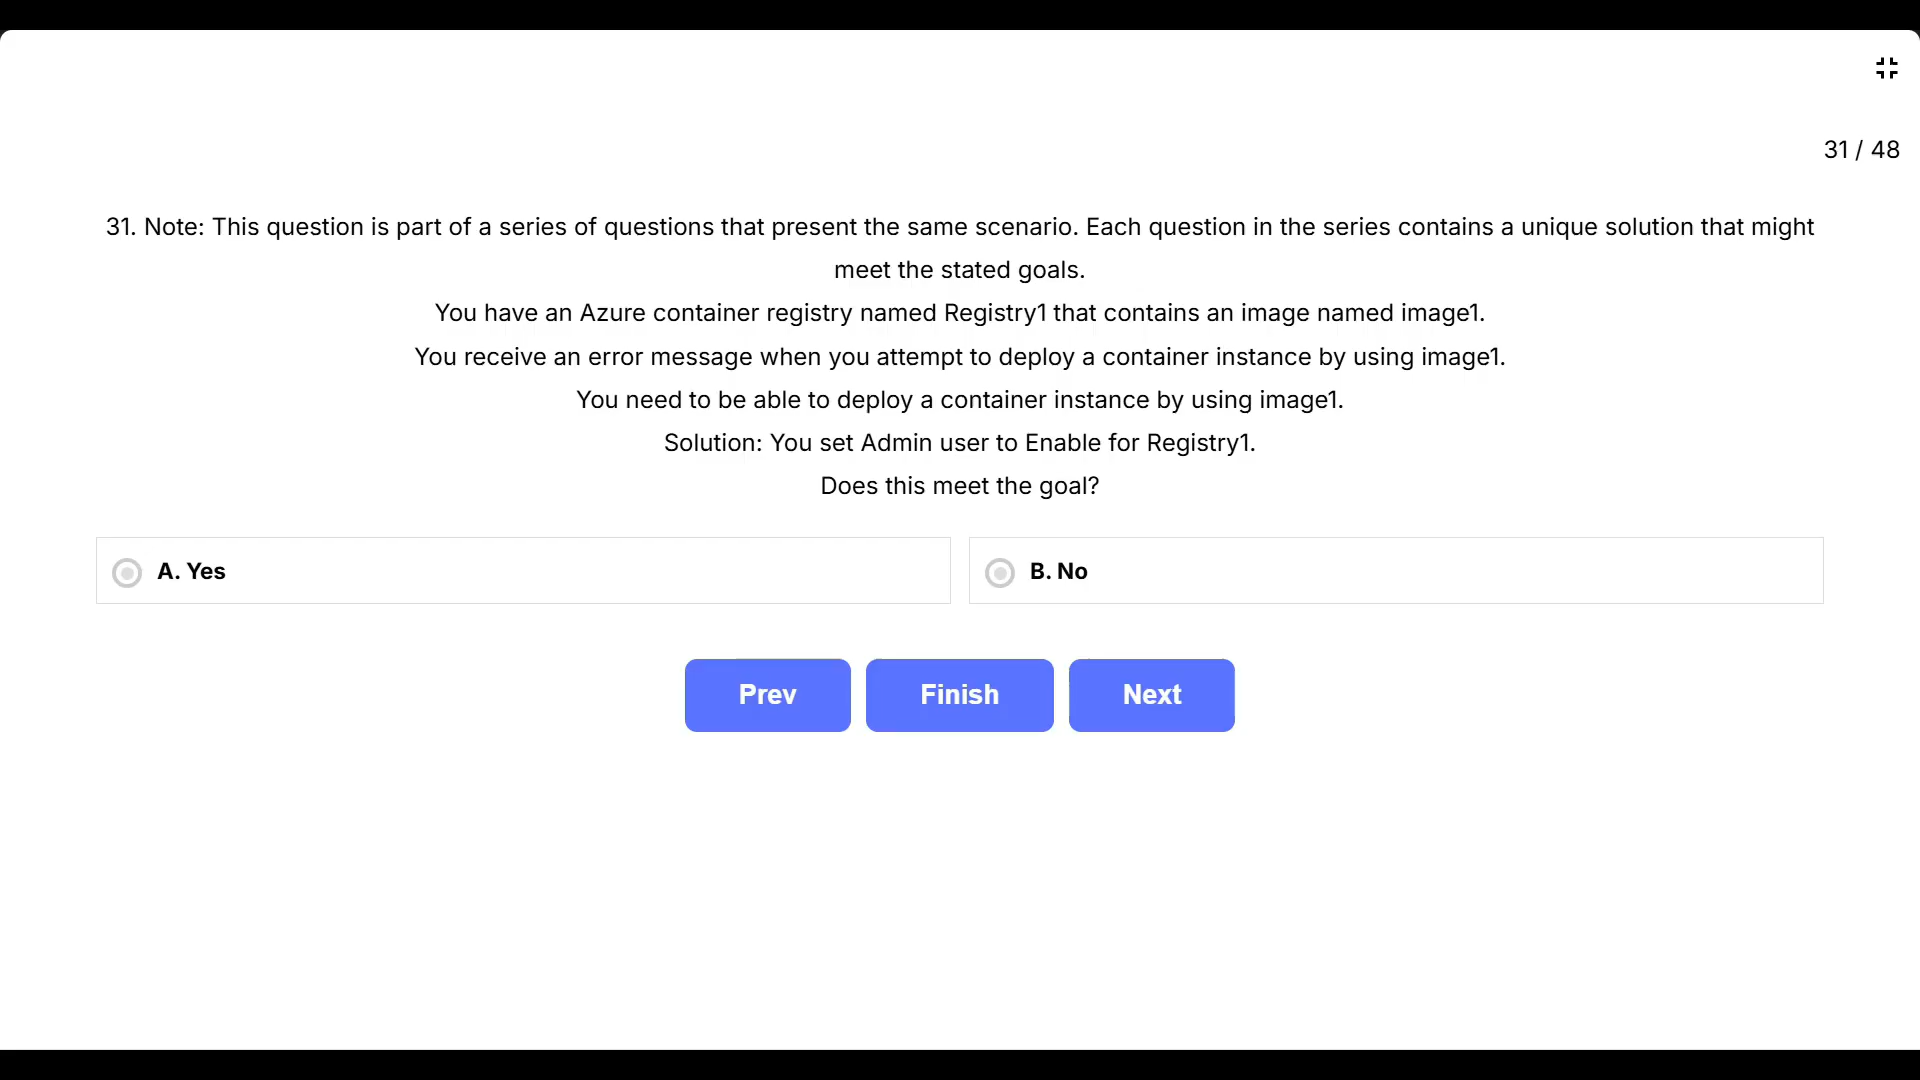 31 / 48
31. Note: This question is part of a series of questions that present the same scenario. Each question in the series contains a unique solution that might
meet the stated goals.
You have an Azure container registry named Registry1 that contains an image named image1.
You receive an error message when you attempt to deploy a container instance by using image1.
You need to be able to deploy a container instance by using image1.
Solution: You set Admin user to Enable for Registry1.
Does this meet the goal?
A. Yes
B. No
Prev
Finish
Next